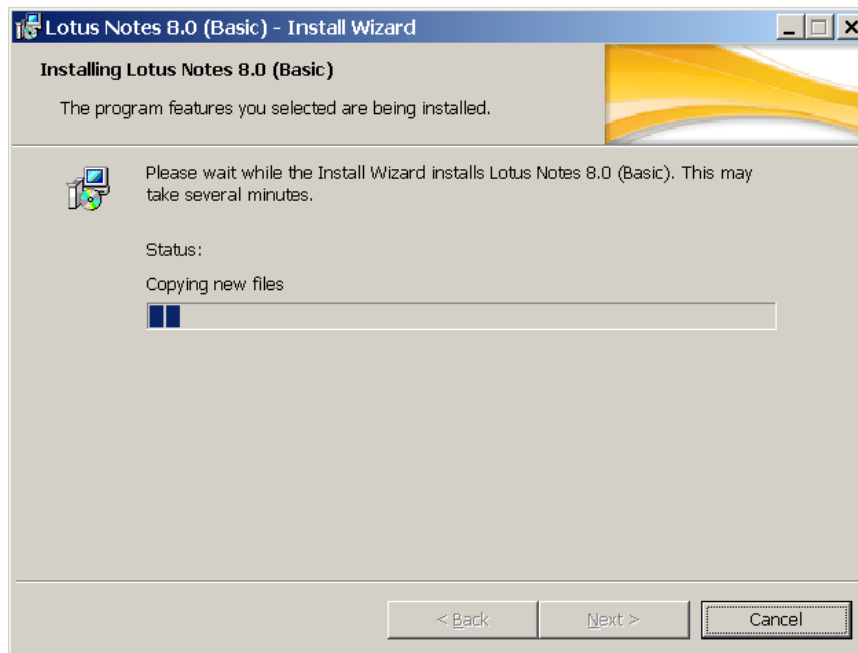 Lotus Notes 8.0 (Basic) - Install Wizard
Installing Lotus Notes 8.0 (Basic)
The program features you selected are being installed.
Please wait while the Install Wizard installs Lotus Notes 8.0 (Basic). This may
take several minutes.
Status:
Copying new files
< Back Next > Cancel